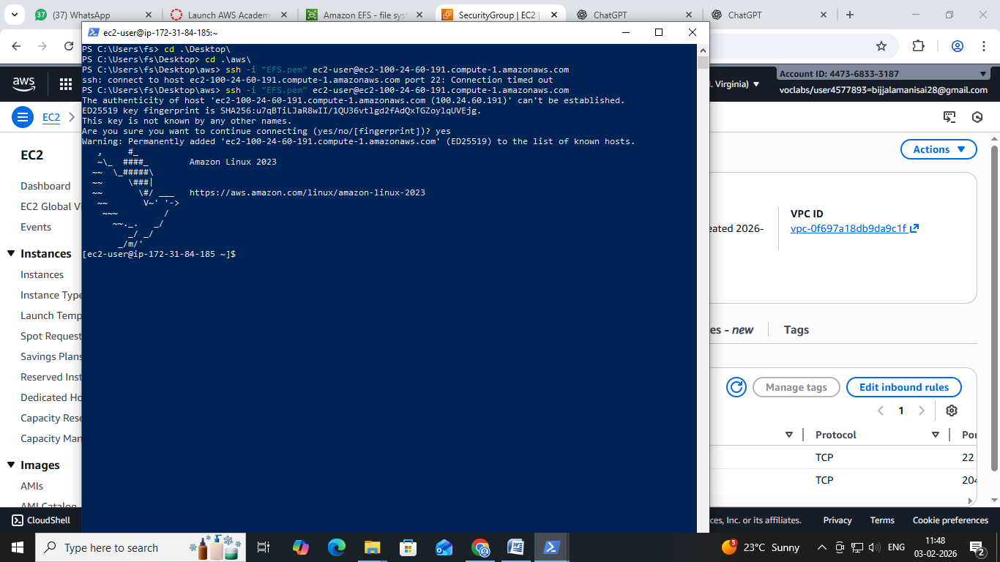 (37) WhatsApp
Launch AWS Academ
Amazon EFS - file sys
SecurityGroup | EC2 |
ChatGPT
ChatGPT
ec2-user@ip-172-31-84-185:~
PS C:\Users\fs> cd .\Desktop\
PS C:\Users\fs\Desktop> cd .\aws\
PS C:\Users\fs\Desktop\aws> ssh -i "EFS.pem" ec2-user@ec2-100-24-60-191.compute-1.amazonaws.com
ssh: connect to host ec2-100-24-60-191.compute-1.amazonaws.com port 22: Connection timed out
PS C:\Users\fs\Desktop\aws> ssh -i "EFS.pem" ec2-user@ec2-100-24-60-191.compute-1.amazonaws.com
The authenticity of host 'ec2-100-24-60-191.compute-1.amazonaws.com (100.24.60.191)' can't be established.
ED25519 key fingerprint is SHA256:u7qBTiLJaR8wII/1QU36vtlgd2fAdQxTGZoylqUVEjg.
This key is not known by any other names.
Are you sure you want to continue connecting (yes/no/[fingerprint])? yes
Warning: Permanently added 'ec2-100-24-60-191.compute-1.amazonaws.com' (ED25519) to the list of known hosts.
   ,     #_
   ~\_  ####_        Amazon Linux 2023
  ~~  \_#####\
  ~~     \###|
  ~~       \#/ ___   https://aws.amazon.com/linux/amazon-linux-2023
   ~~       V~' '->
    ~~~         /
      ~~._.   _/
         _/ _/
       _/m/'
[ec2-user@ip-172-31-84-185 ~]$
aws
. Virginia)
Account ID: 4473-6833-3187
voclabs/user4577893=bijjalamanisai28@gmail.com
EC2
EC2
Dashboard
EC2 Global V
Events
Instances
Instances
Instance Type
Launch Temp
Spot Request
Savings Plans
Reserved Inst
Dedicated Ho
Capacity Rese
Capacity Man
Images
AMIs
AMI Catalog
Actions
VPC ID
eated 2026-
vpc-0f697a18db9da9c1f
es - new
Tags
Manage tags
Edit inbound rules
1
Protocol
Por
TCP
22
TCP
204
CloudShell
ces, Inc. or its affiliates.
Privacy
Terms
Cookie preferences
Type here to search
5
23°C Sunny
ENG
11:48
03-02-2026
2